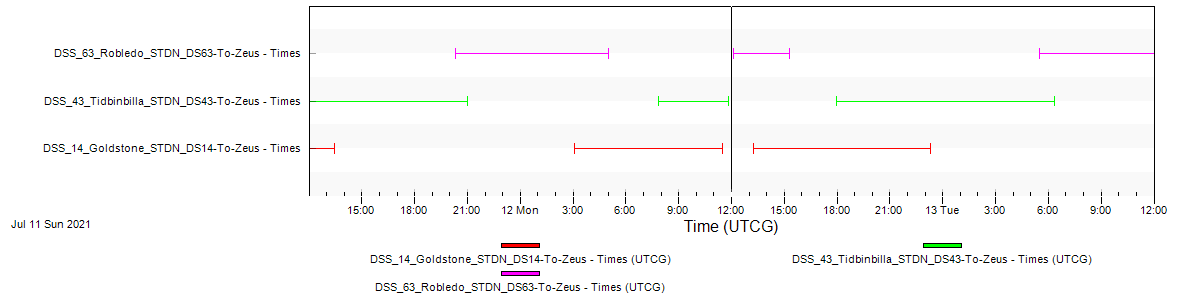 DSS_63_Robledo_STDN_DS63-To-Zeus - Times
DSS_43_Tidbinbilla_STDN_DS43-To-Zeus - Times
DSS_14_Goldstone_STDN_DS14-To-Zeus - Times
15:00 18:00 21:00 12 Mon 3:00 6:00 9:00 12:00 15:00 18:00 21:00 13 Tue 3:00 6:00 9:00 12:00
Jul 11 Sun 2021
Time (UTCG)
DSS_14_Goldstone_STDN_DS14-To-Zeus - Times (UTCG)
DSS_43_Tidbinbilla_STDN_DS43-To-Zeus - Times (UTCG)
DSS_63_Robledo_STDN_DS63-To-Zeus - Times (UTCG)